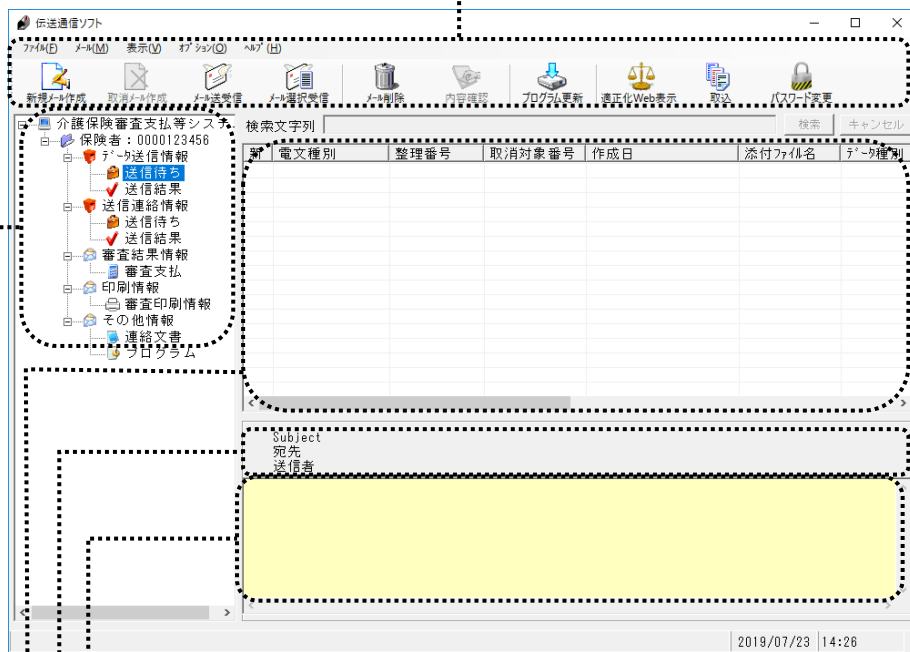 伝送通信ソフト
ファイル(F) メール(M) 表示(V) オプション(O) ヘルプ(H)
新規メール作成 取消メール作成 メール送受信 メール選択受信 メール削除 内容確認 プログラム更新 適正化Web表示 取込 パスワード変更
介護保険審査支払等システ
保険者：0000123456
データ送信情報
送信待ち
送信結果
送信連絡情報
送信待ち
送信結果
審査結果情報
審査支払
印刷情報
審査印刷情報
その他情報
連絡文書
プログラム
検索文字列 検索 キャンセル
新 電文種別 整理番号 取消対象番号 作成日 添付ファイル名 データ種別
Subject
宛先
送信者
2019/07/23 14:26